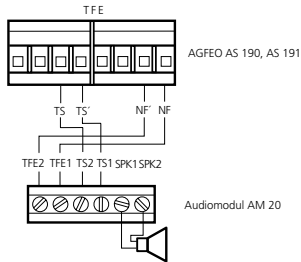 TFE
AGFEO AS 190, AS 191
TS TS´ NF´ NF
TFE2 TFE1 TS2 TS1 SPK1 SPK2
Audiomodul AM 20